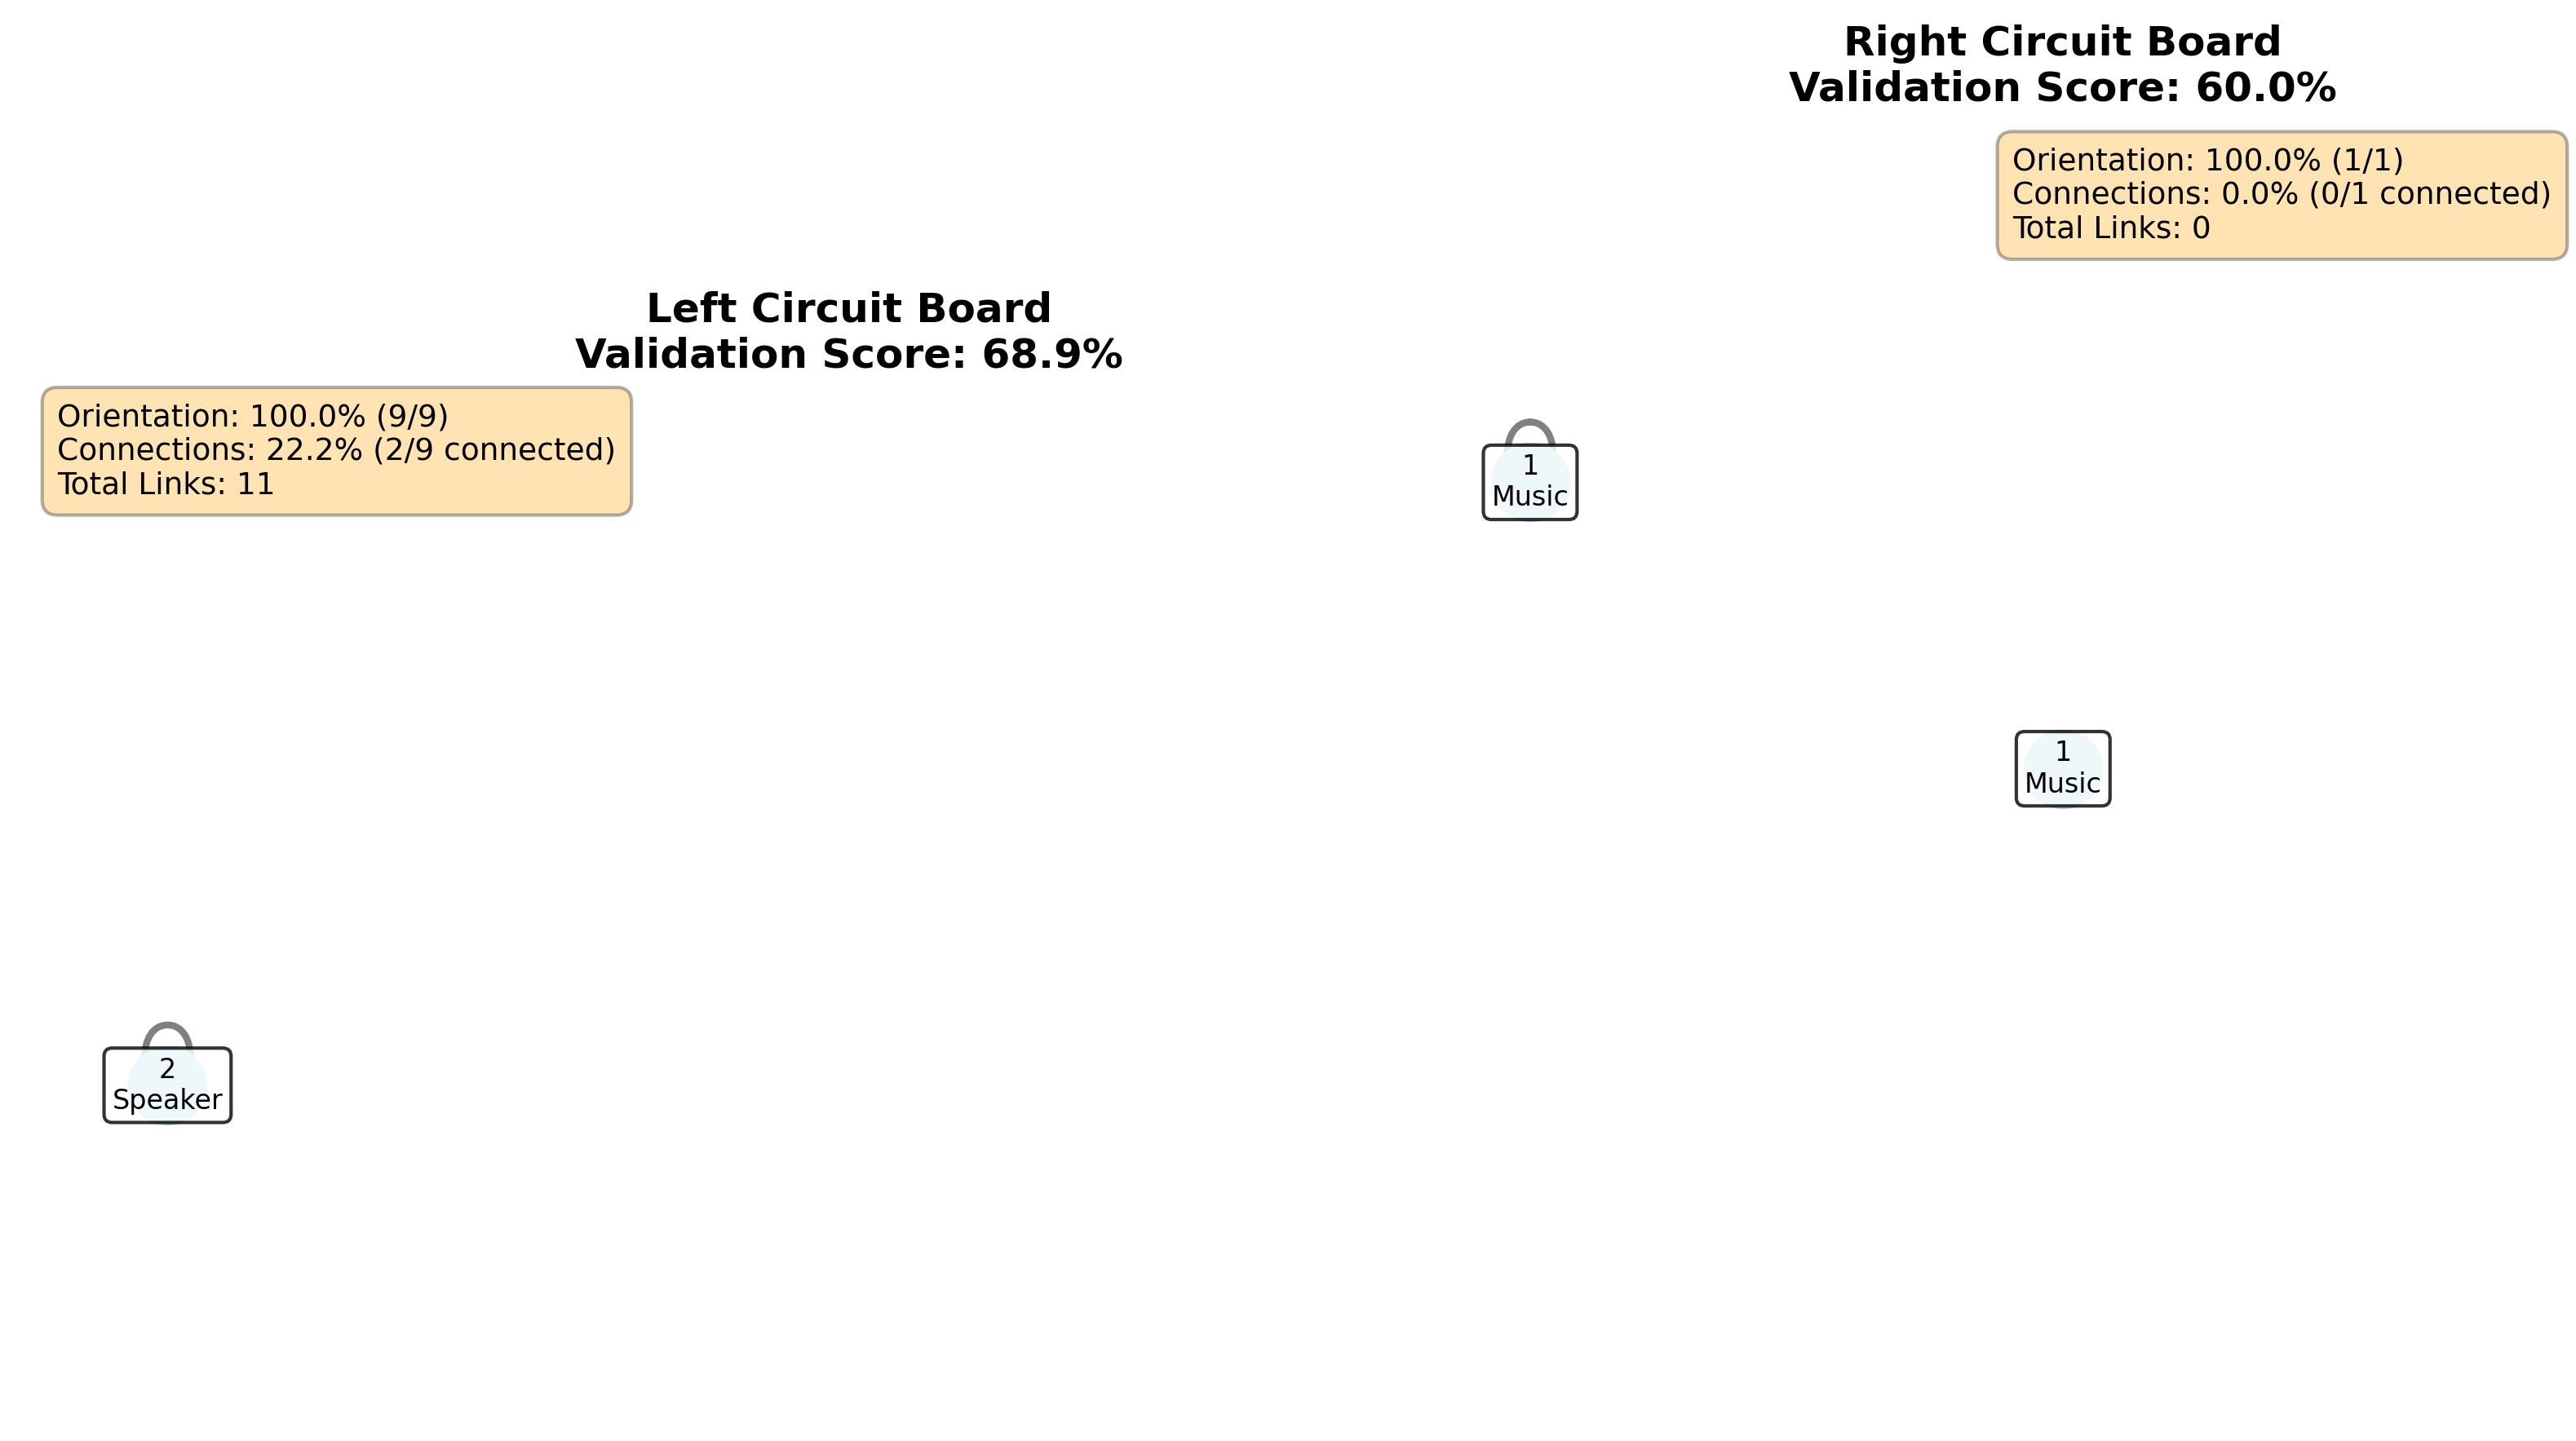 Left Circuit Board
Validation Score: 68.9%
Orientation: 100.0% (9/9)
Connections: 22.2% (2/9 connected)
Total Links: 11
1
Music
2
Speaker
Right Circuit Board
Validation Score: 60.0%
Orientation: 100.0% (1/1)
Connections: 0.0% (0/1 connected)
Total Links: 0
1
Music